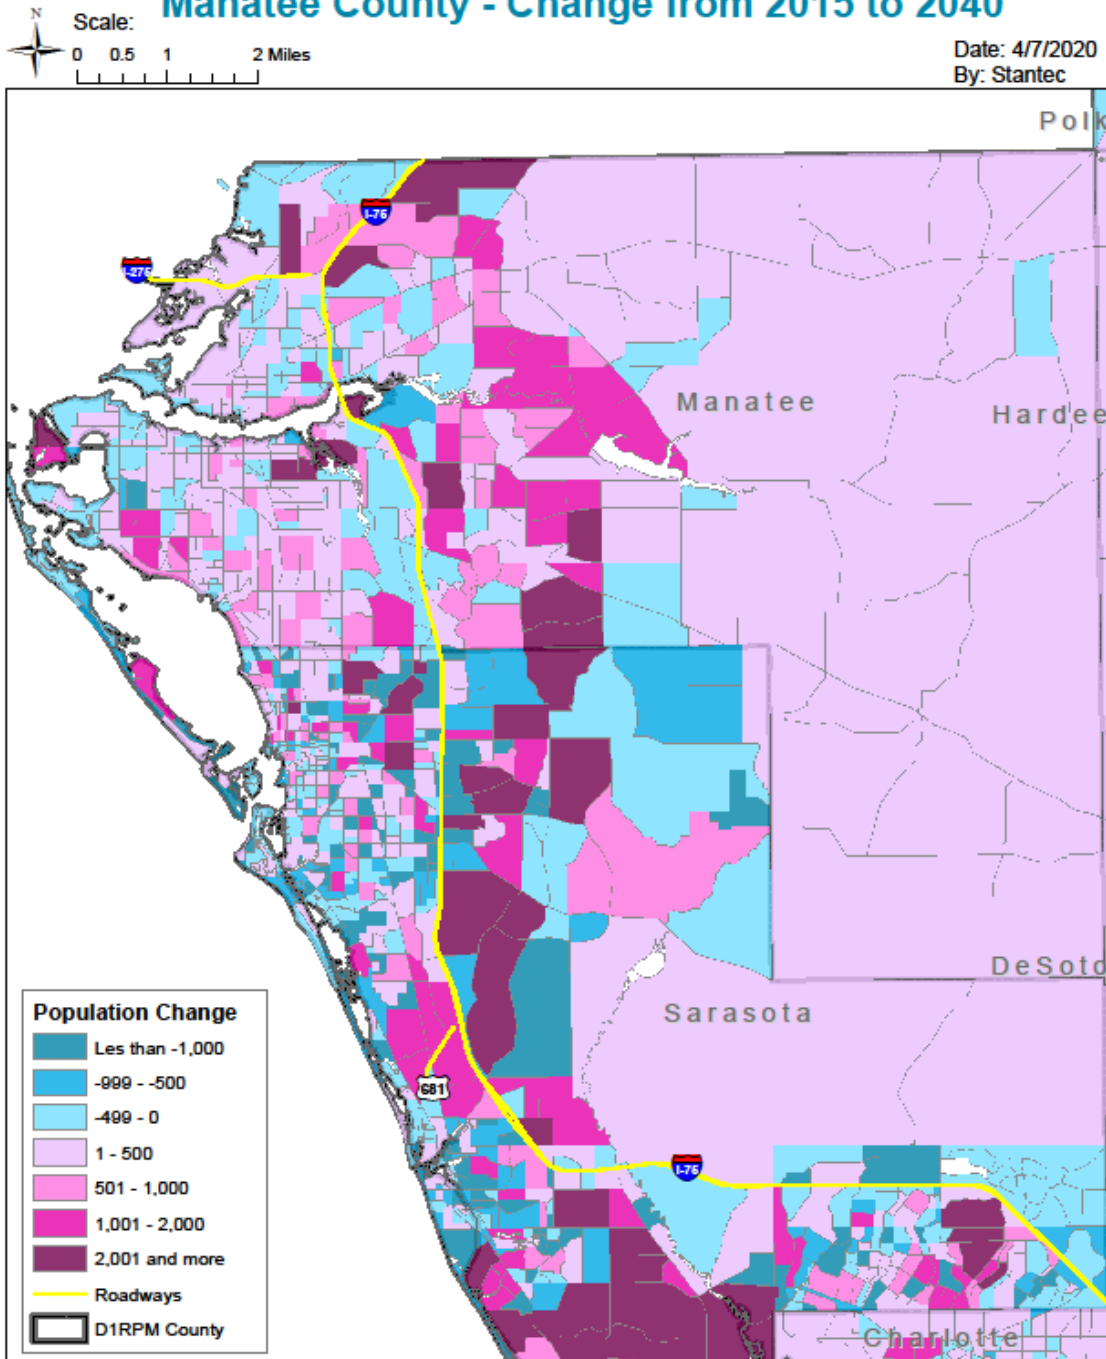 Manatee County - Change from 2015 to 2040
N
Scale:
0 0.5 1 2 Miles
Date: 4/7/2020
By: Stantec
Polk
I-75
I-275
Manatee
Hardee
DeSoto
Sarasota
Population Change
Les than -1,000
-999 - -500
-499 - 0
1 - 500
501 - 1,000
1,001 - 2,000
2,001 and more
Roadways
D1RPM County
681
I-75
Charlotte